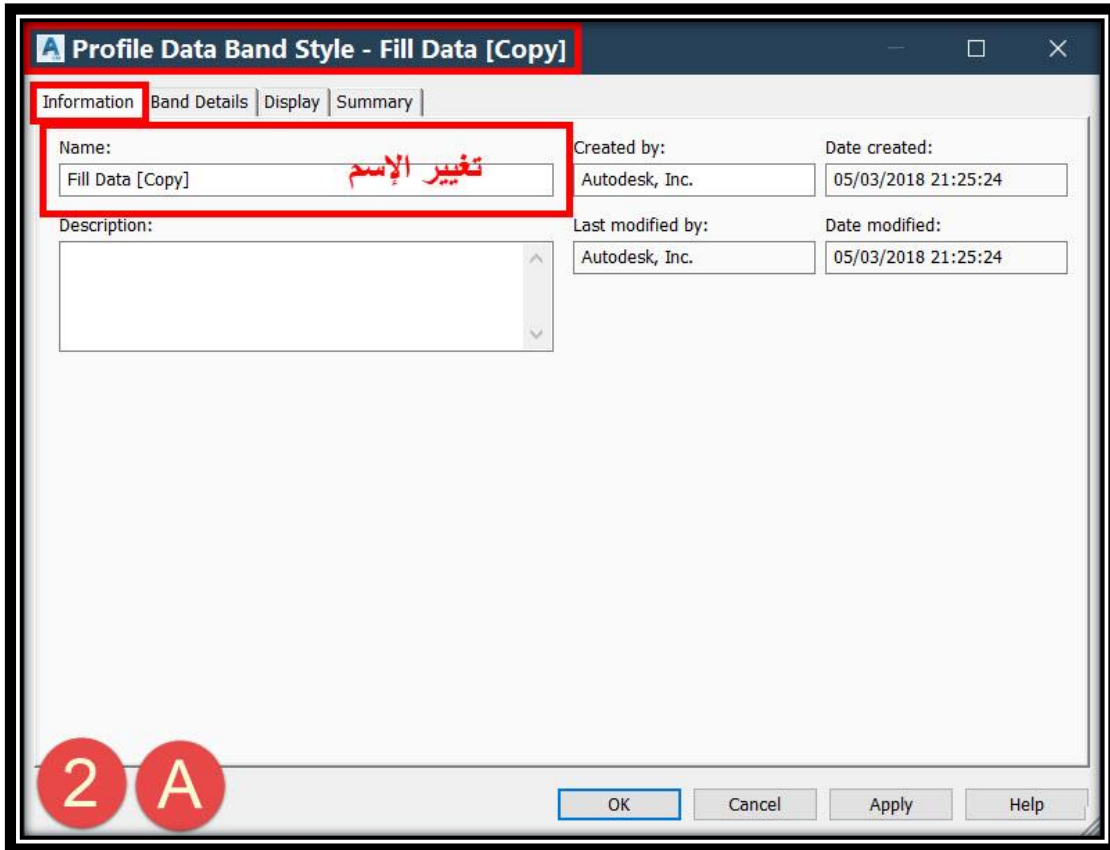 Profile Data Band Style - Fill Data [Copy]
Information Band Details Display Summary
Name: Created by: Date created:
Fill Data [Copy] تغيير الإسم Autodesk, Inc. 05/03/2018 21:25:24
Description: Last modified by: Date modified:
Autodesk, Inc. 05/03/2018 21:25:24
2 A
OK Cancel Apply Help